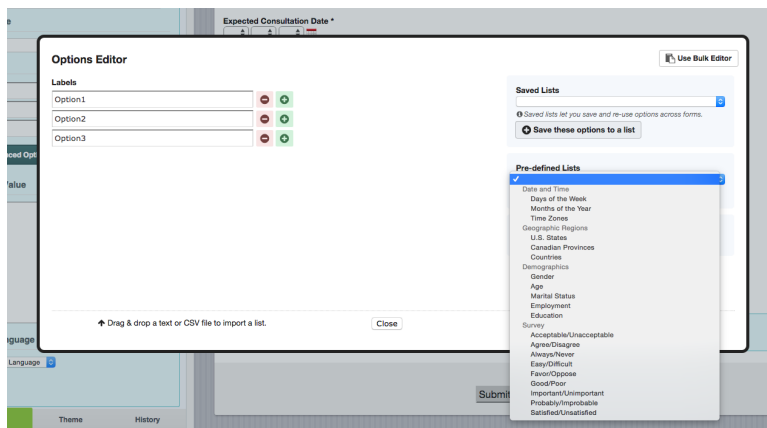 Expected Consultation Date *
Options Editor
Use Bulk Editor
Labels
Option1
Option2
Option3
Saved Lists
Saved lists let you save and re-use options across forms.
Save these options to a list
Pre-defined Lists
✓
Date and Time
Days of the Week
Months of the Year
Time Zones
Geographic Regions
U.S. States
Canadian Provinces
Countries
Demographics
Gender
Age
Marital Status
Employment
Education
Survey
Acceptable/Unacceptable
Agree/Disagree
Always/Never
Easy/Difficult
Favor/Oppose
Good/Poor
Important/Unimportant
Probably/Improbable
Satisfied/Unsatisfied
Drag & drop a text or CSV file to import a list.
Close
Language
Submit
Theme
History